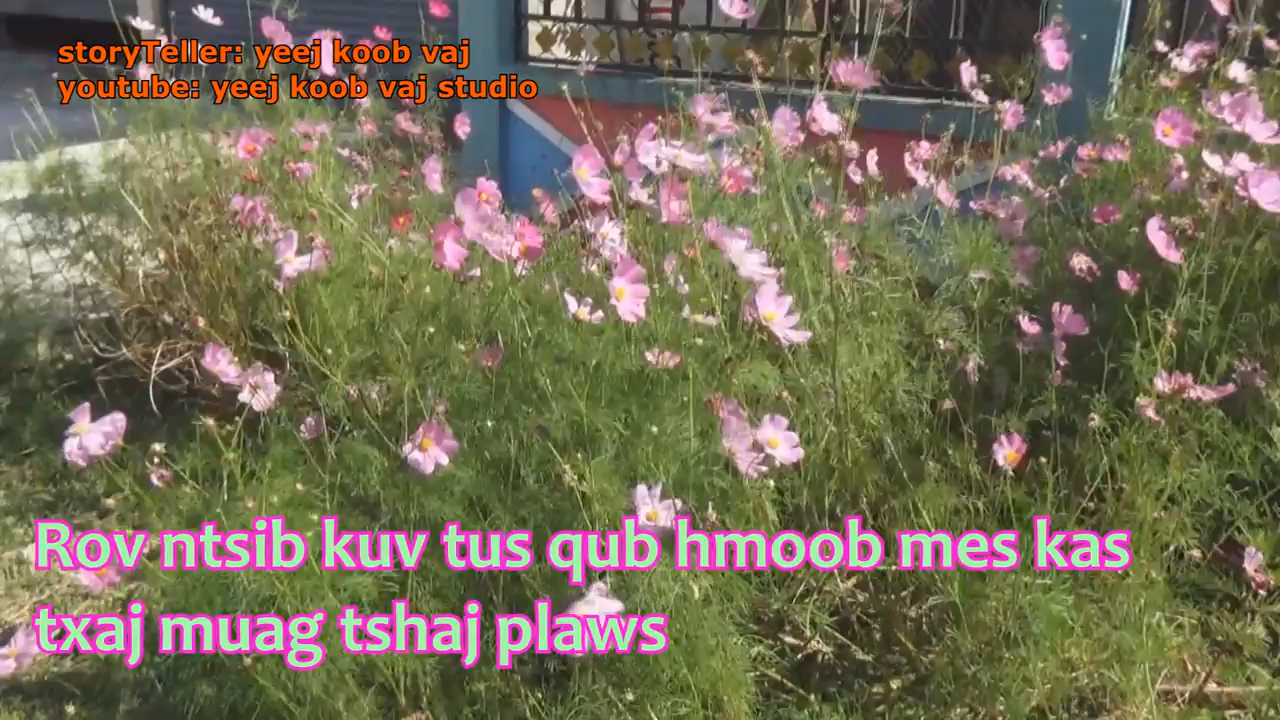 storyTeller: yeej koob vaj
youtube: yeej koob vaj studio
Rov ntsib kuv tus qub hmoob mes kas
txaj muag tshaj plaws